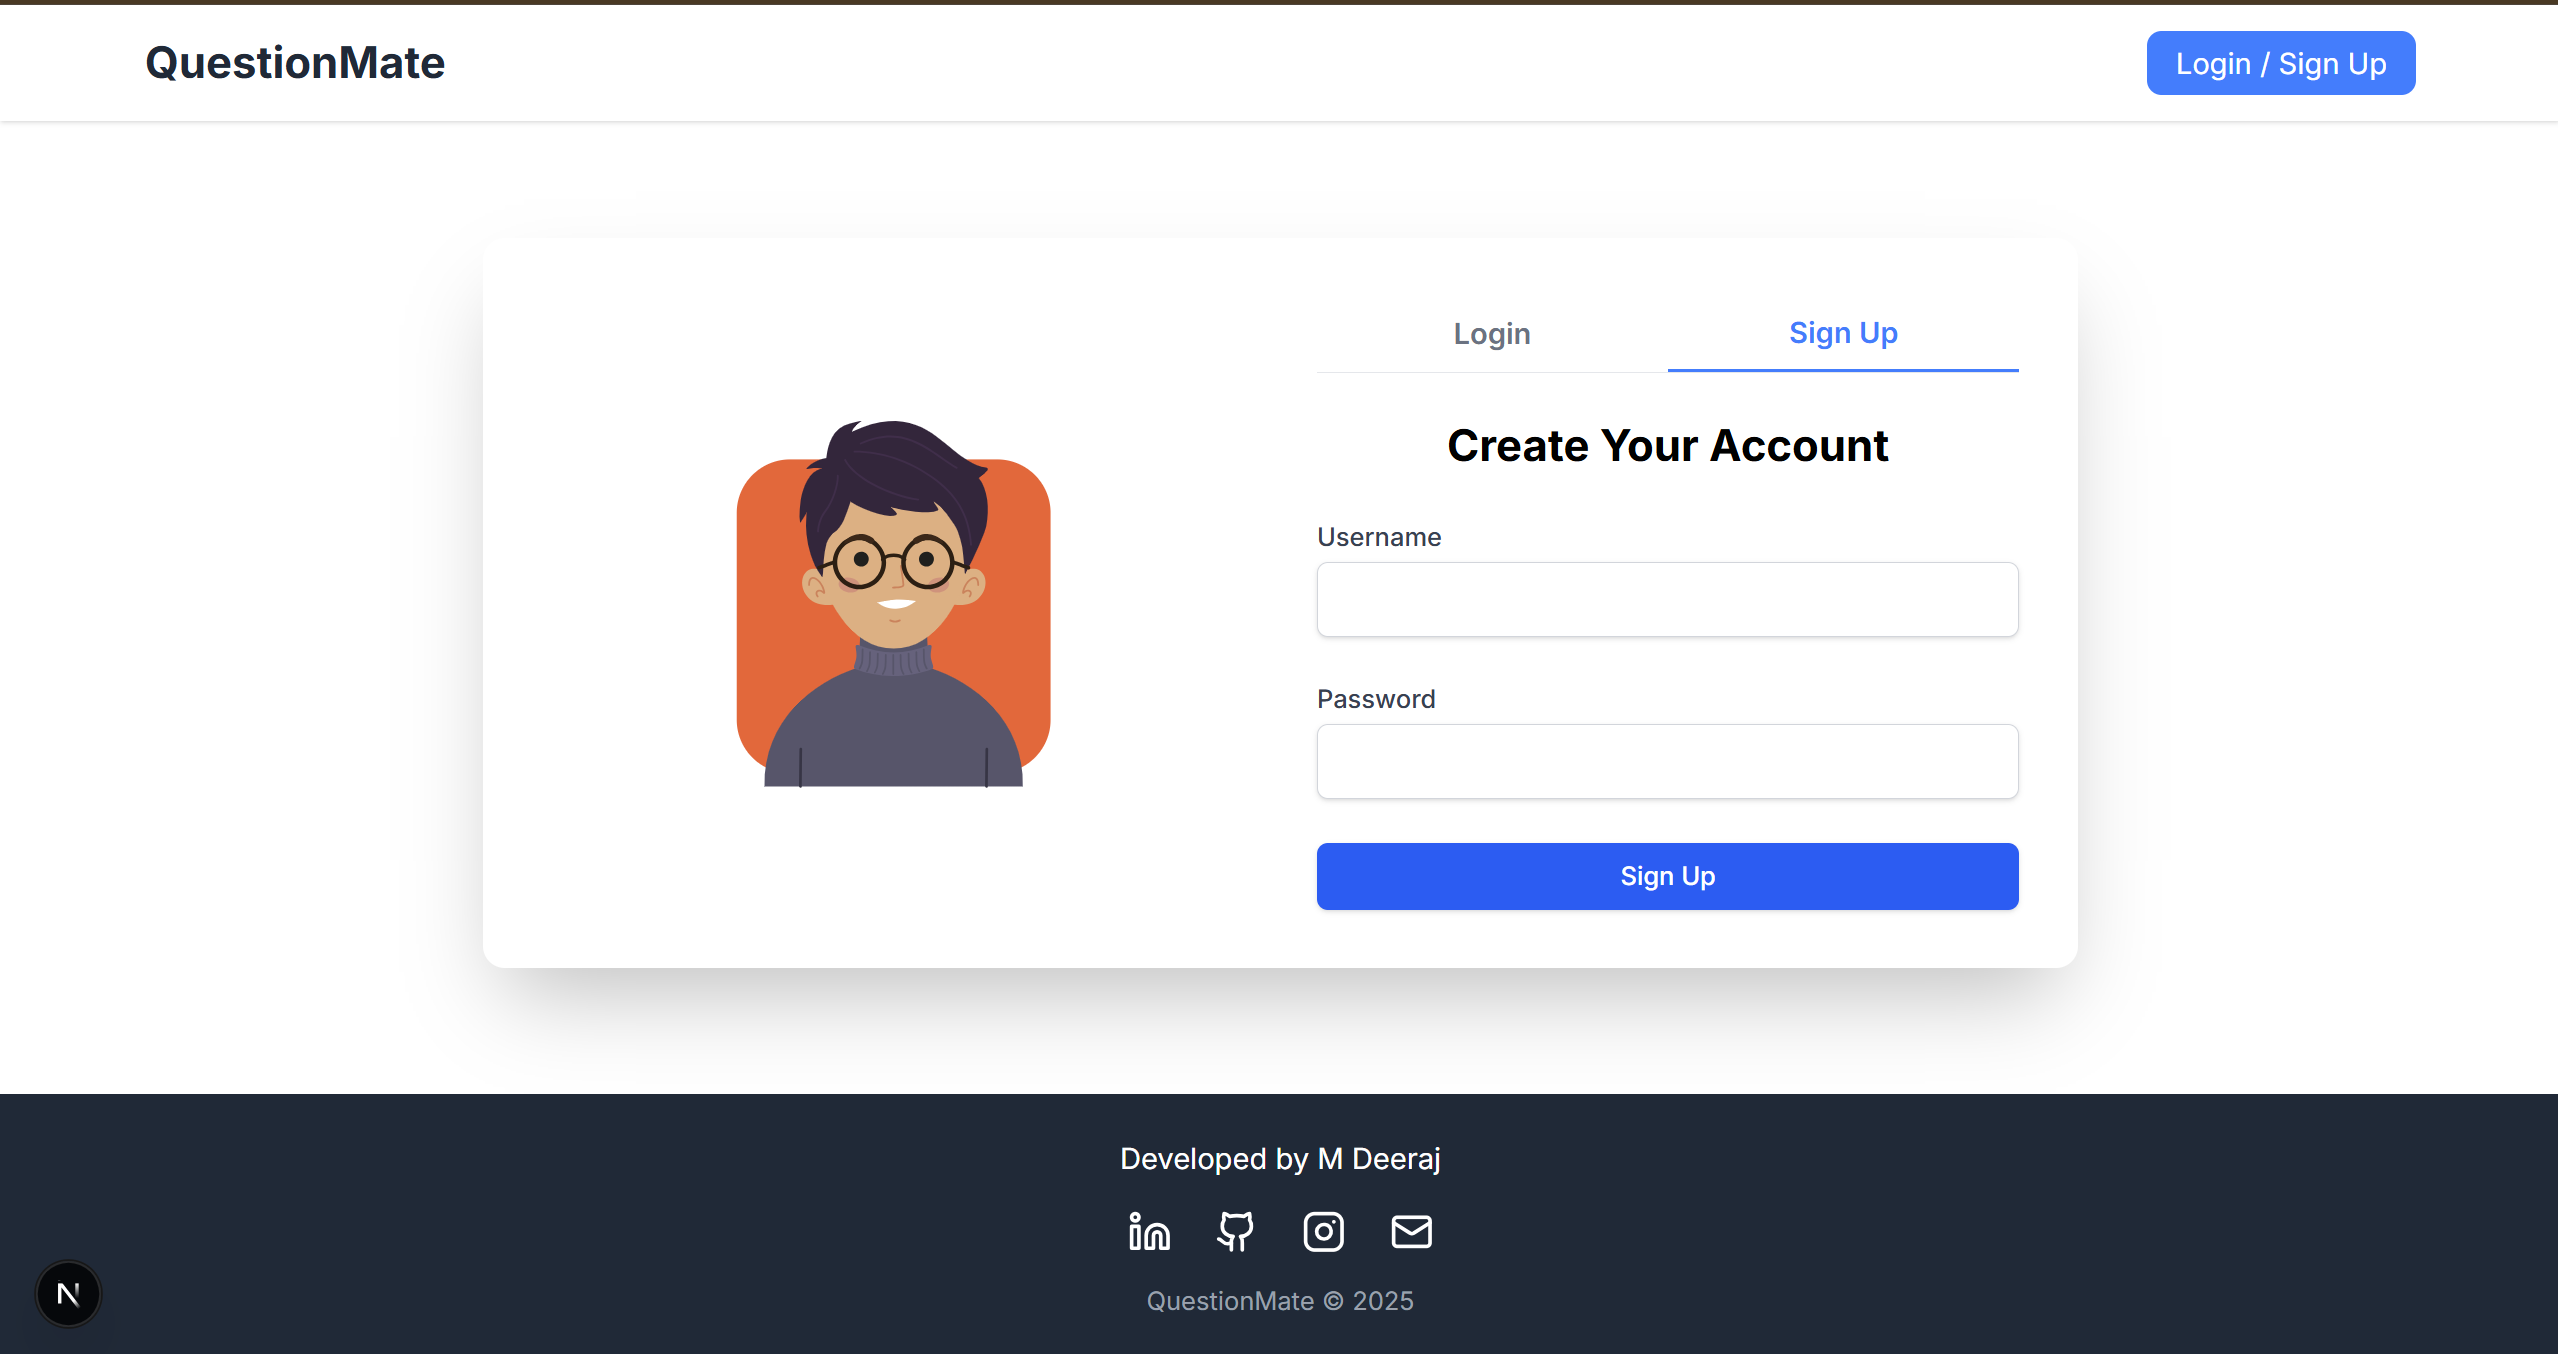 QuestionMate
Login / Sign Up
Login
Sign Up
Create Your Account
Username
Password
Sign Up
Developed by M Deeraj
in
QuestionMate © 2025
N